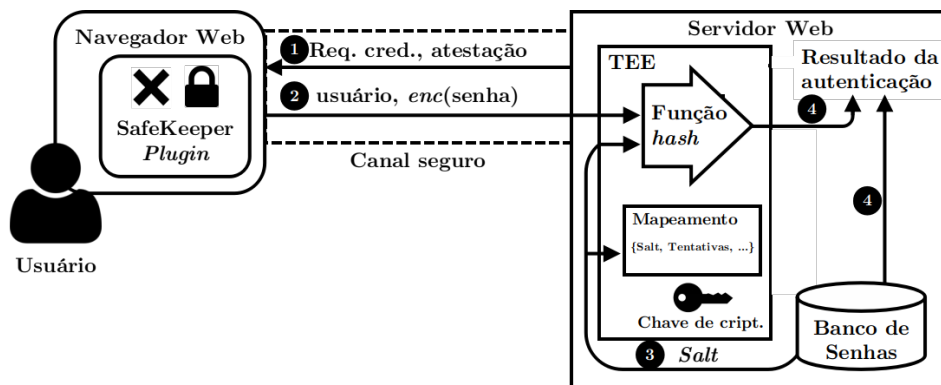 Navegador Web
SafeKeeper
Plugin
Usuário
1 Req. cred., atestação
2 usuário, enc(senha)
Canal seguro
Servidor Web
TEE
Função
hash
Mapeamento
{Salt, Tentativas, ...}
Chave de cript.
3 Salt
4
Resultado da
autenticação
4
Banco de
Senhas